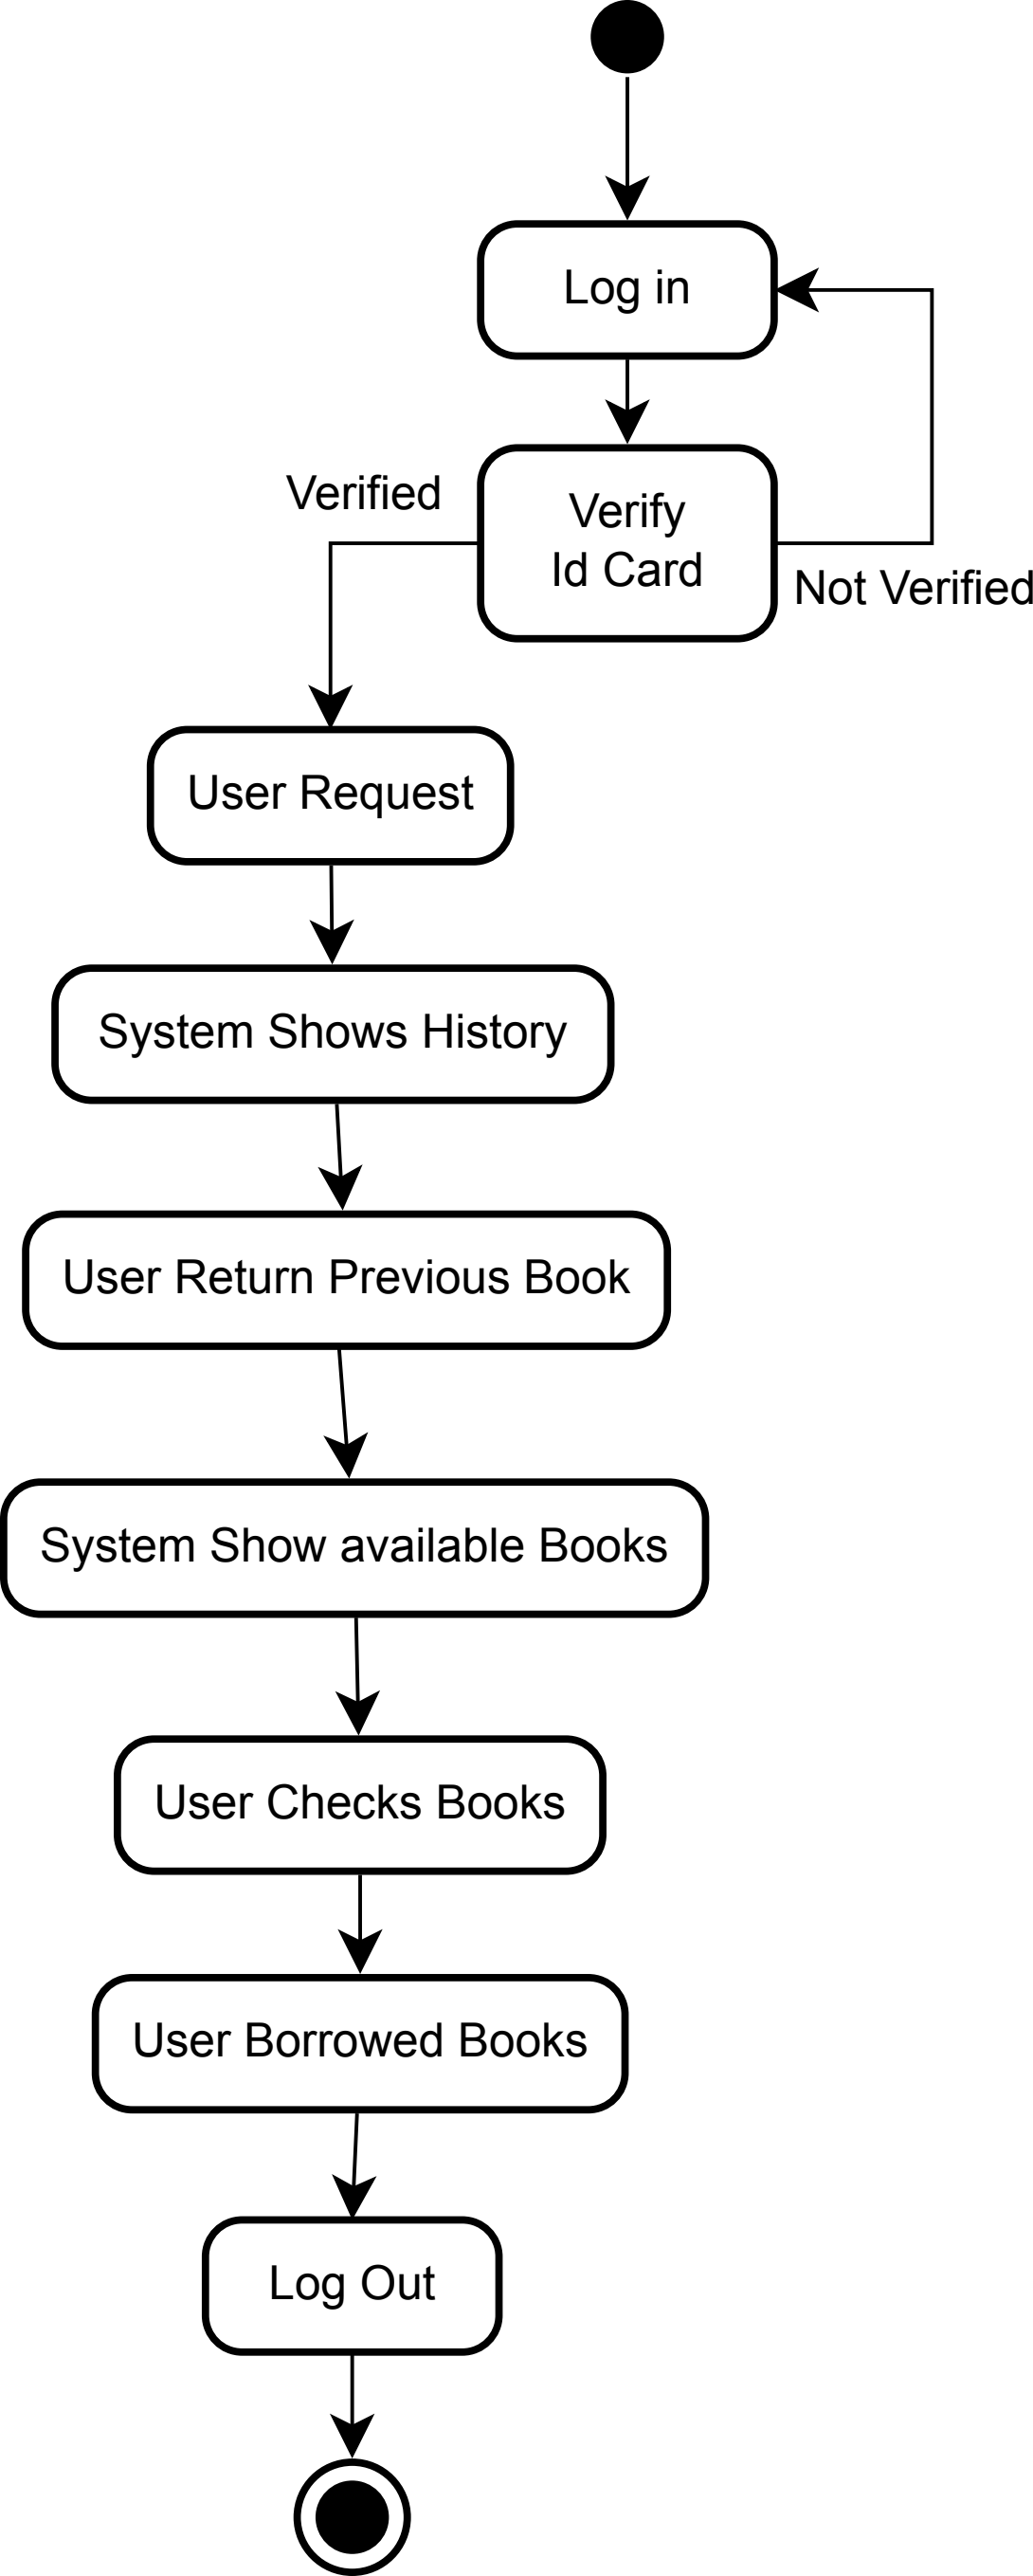 Log in
Verified
Verify
Id Card
Not Verified
User Request
System Shows History
User Return Previous Book
System Show available Books
User Checks Books
User Borrowed Books
Log Out